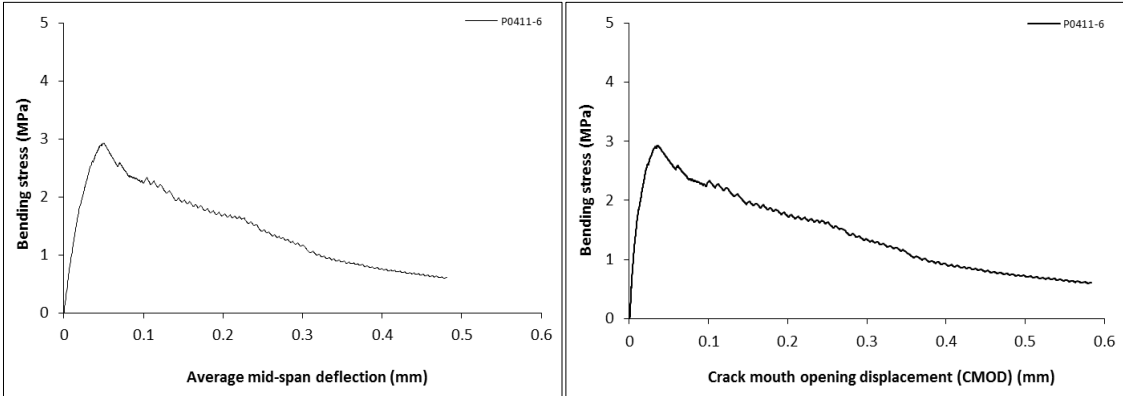 P0411-6
Bending stress (MPa)
5
4
3
2
1
0
0 0.1 0.2 0.3 0.4 0.5 0.6
Average mid-span deflection (mm)
P0411-6
Bending stress (MPa)
5
4
3
2
1
0
0 0.1 0.2 0.3 0.4 0.5 0.6
Crack mouth opening displacement (CMOD) (mm)